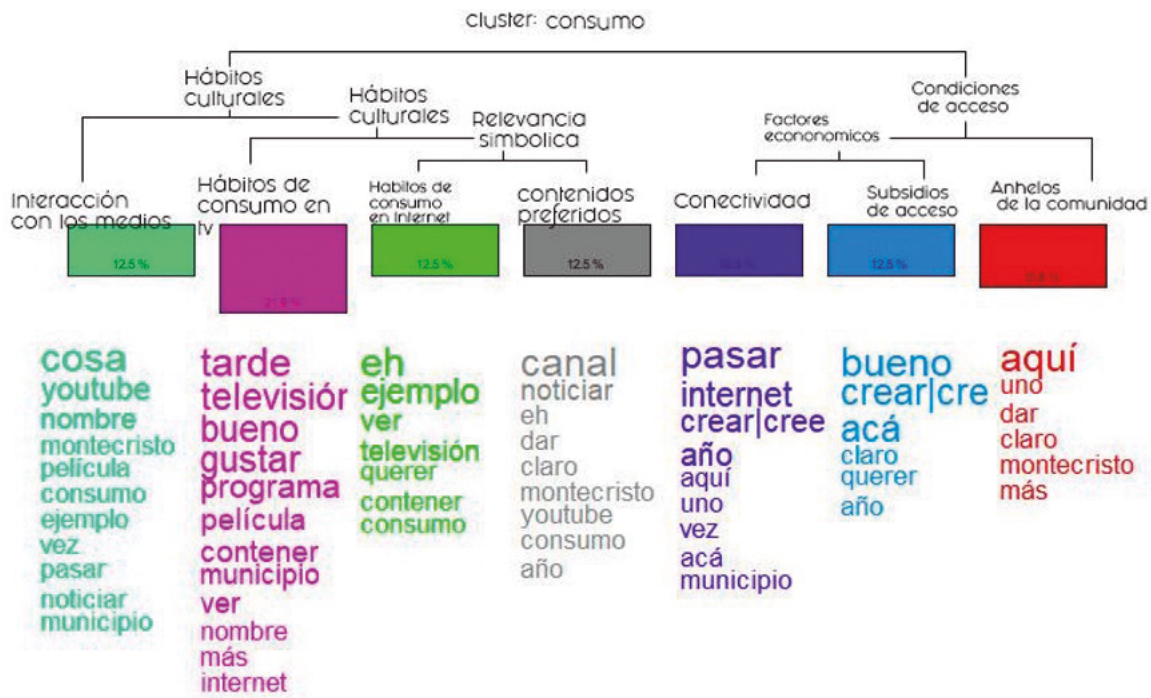 cluster: consumo
Hábitos
culturales
Hábitos
culturales
Relevancia
simbolica
Condiciones
de acceso
Factores
econonomicos
Interacción
con los medios
Hábitos de
consumo en
tv
Habitos de
consumo
en Internet
contenidos
preferidos
Conectividad
Subsidios
de acceso
Anhelos
de la comunidad
12.5 %
21.9 %
12.5 %
12.5 %
12.5 %
cosa
youtube
nombre
montecristo
película
consumo
ejemplo
vez
pasar
noticiar
municipio
tarde
televisiór
bueno
gustar
programa
película
contener
municipio
ver
nombre
más
internet
eh
ejemplo
ver
televisión
querer
contener
consumo
canal
noticiar
eh
dar
claro
montecristo
youtube
consumo
año
pasar
internet
crear|cree
año
aquí
uno
vez
acá
municipio
bueno
crear|cre
acá
claro
querer
año
aquí
uno
dar
claro
montecristo
más